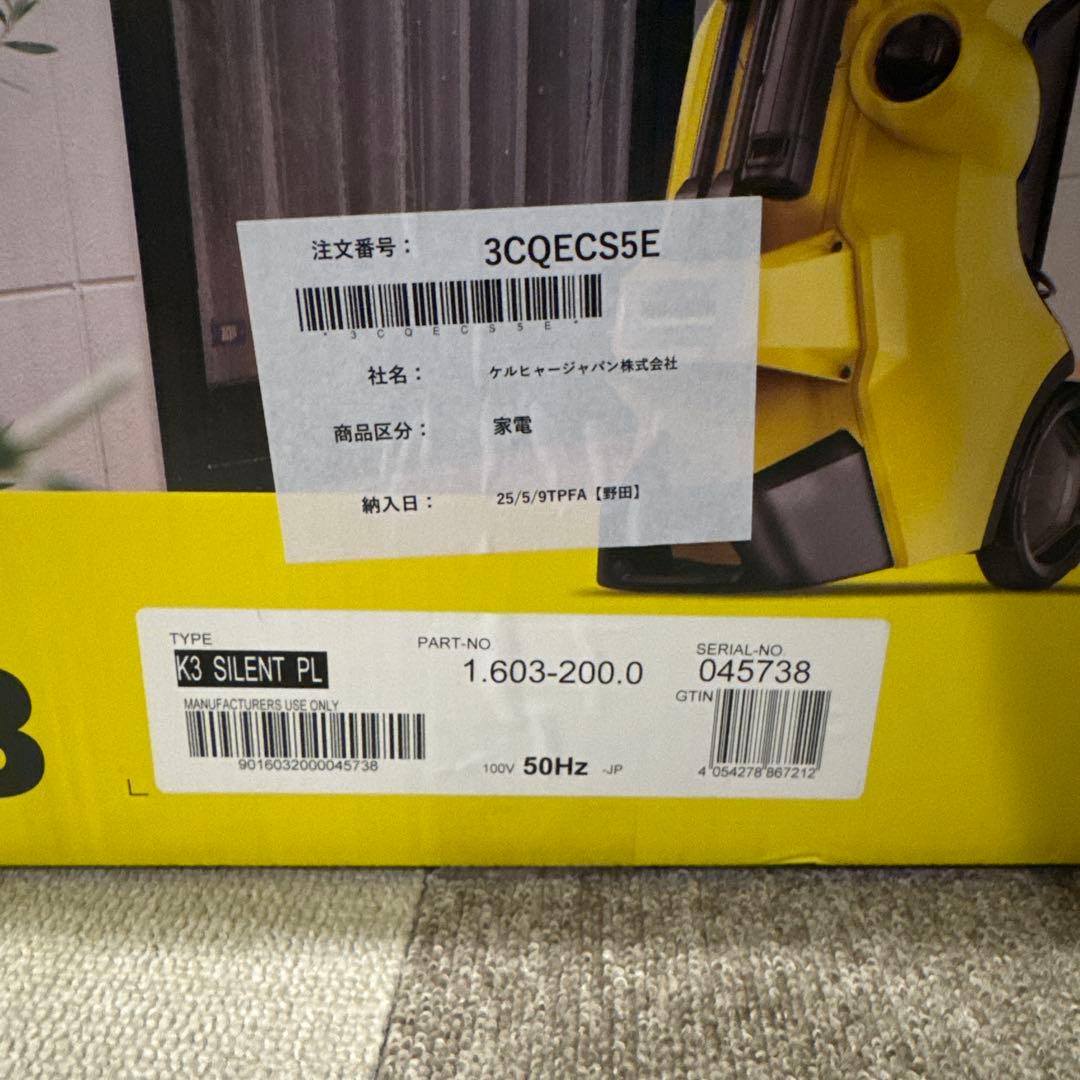 注文番号： 3CQECS5E
* 3 C Q E C S 5 E *
社名： ケルヒャージャパン株式会社
商品区分： 家電
納入日： 25/5/9TPFA【野田】
TYPE
K3 SILENT PL
PART-NO.
1.603-200.0
SERIAL-NO.
045738
MANUFACTURERS USE ONLY
9016032000045738
100V 50Hz -JP
GTIN
4 054278 867212